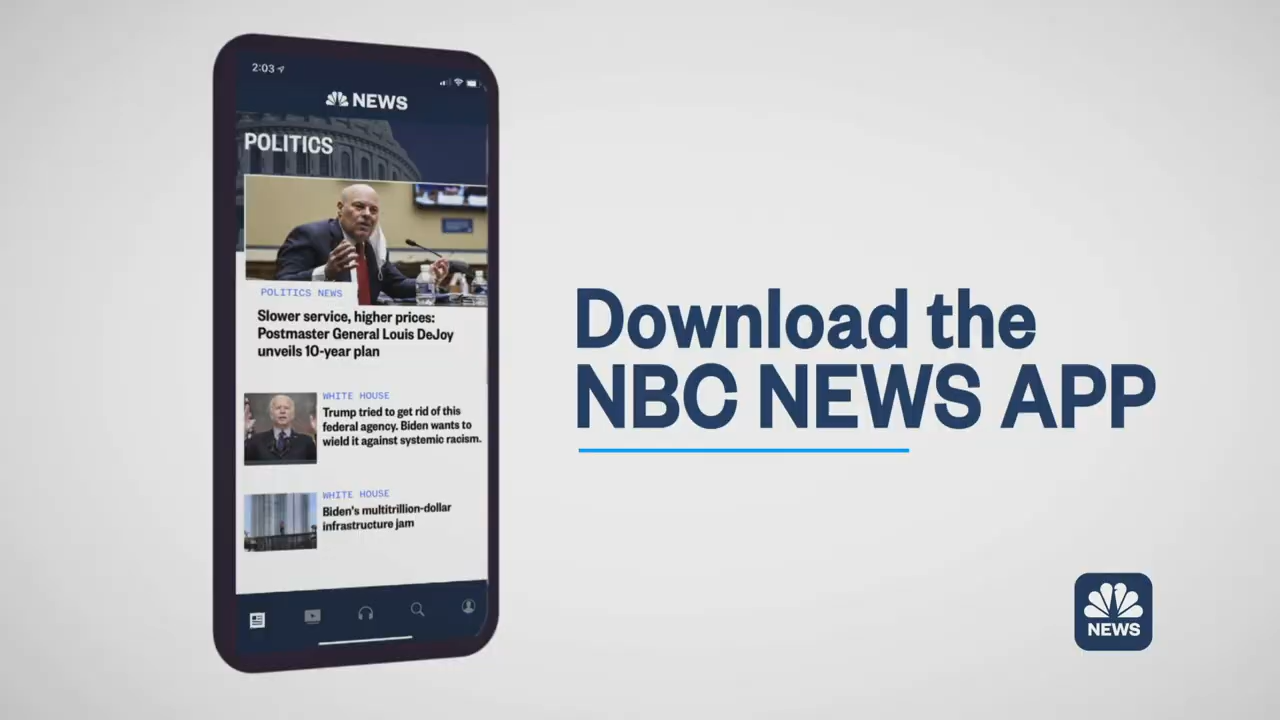 2:03
NEWS
POLITICS
POLITICS NEWS
Slower service, higher prices:
Postmaster General Louis DeJoy
unveils 10-year plan
WHITE HOUSE
Trump tried to get rid of this
federal agency. Biden wants to
wield it against systemic racism.
WHITE HOUSE
Biden's multitrillion-dollar
infrastructure jam
Download the
NBC NEWS APP
NEWS